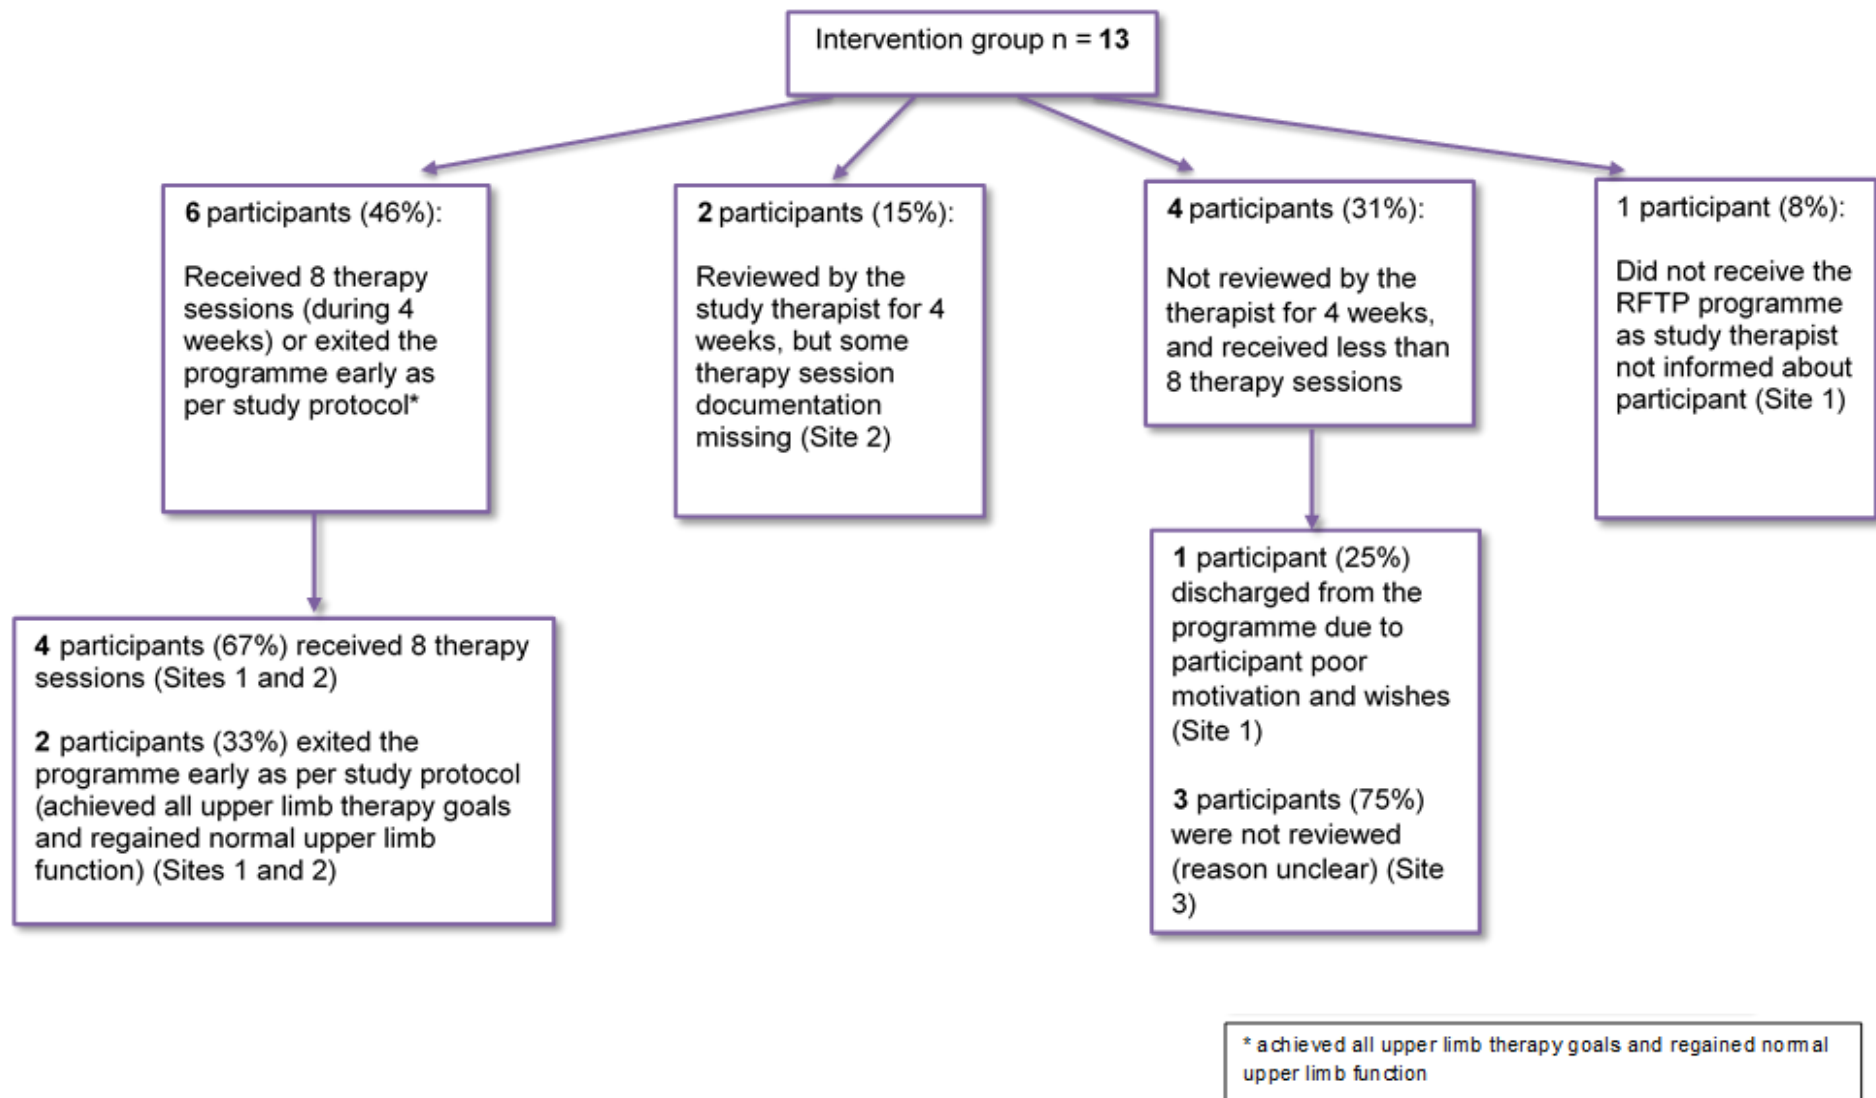 Intervention group n = 13
6 participants (46%):
Received 8 therapy
sessions (during 4
weeks) or exited the
programme early as
per study protocol*
2 participants (15%):
Reviewed by the
study therapist for 4
weeks, but some
therapy session
documentation
missing (Site 2)
4 participants (31%):
Not reviewed by the
therapist for 4 weeks,
and received less than
8 therapy sessions
1 participant (8%):
Did not receive the
RFTP programme
as study therapist
not informed about
participant (Site 1)
4 participants (67%) received 8 therapy
sessions (Sites 1 and 2)
2 participants (33%) exited the
programme early as per study protocol
(achieved all upper limb therapy goals
and regained normal upper limb
function) (Sites 1 and 2)
1 participant (25%)
discharged from the
programme due to
participant poor
motivation and wishes
(Site 1)
3 participants (75%)
were not reviewed
(reason unclear) (Site
3)
* achieved all upper limb therapy goals and regained normal
upper limb function